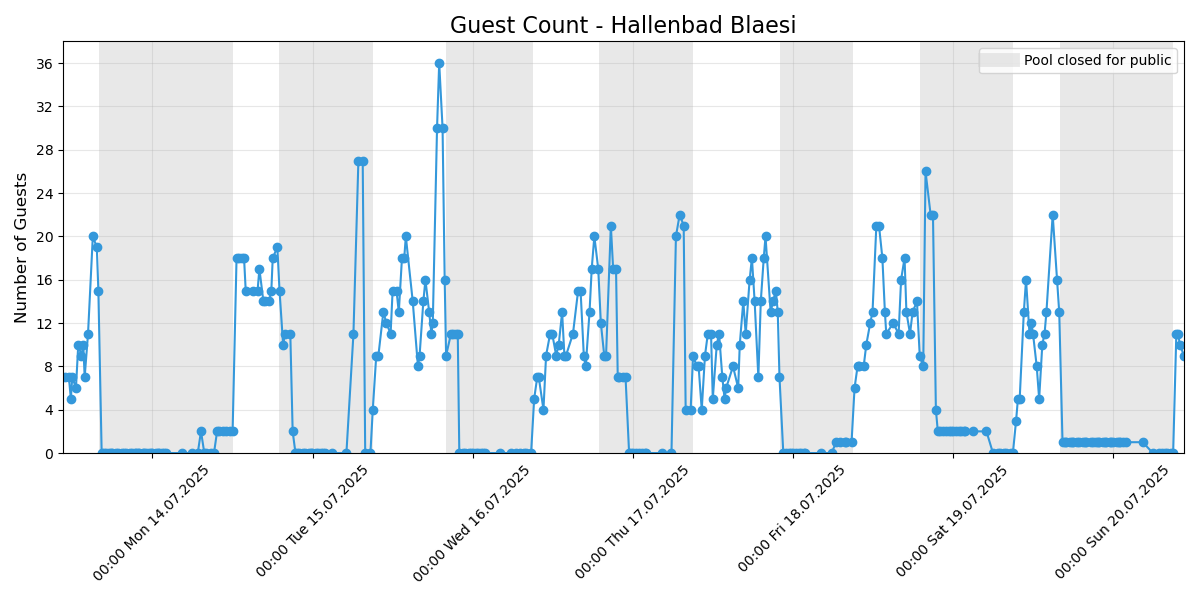 Guest Count - Hallenbad Blaesi
Pool closed for public
Number of Guests
36
32
28
24
20
16
12
8
4
0
00:00 Mon 14.07.2025
00:00 Tue 15.07.2025
00:00 Wed 16.07.2025
00:00 Thu 17.07.2025
00:00 Fri 18.07.2025
00:00 Sat 19.07.2025
00:00 Sun 20.07.2025